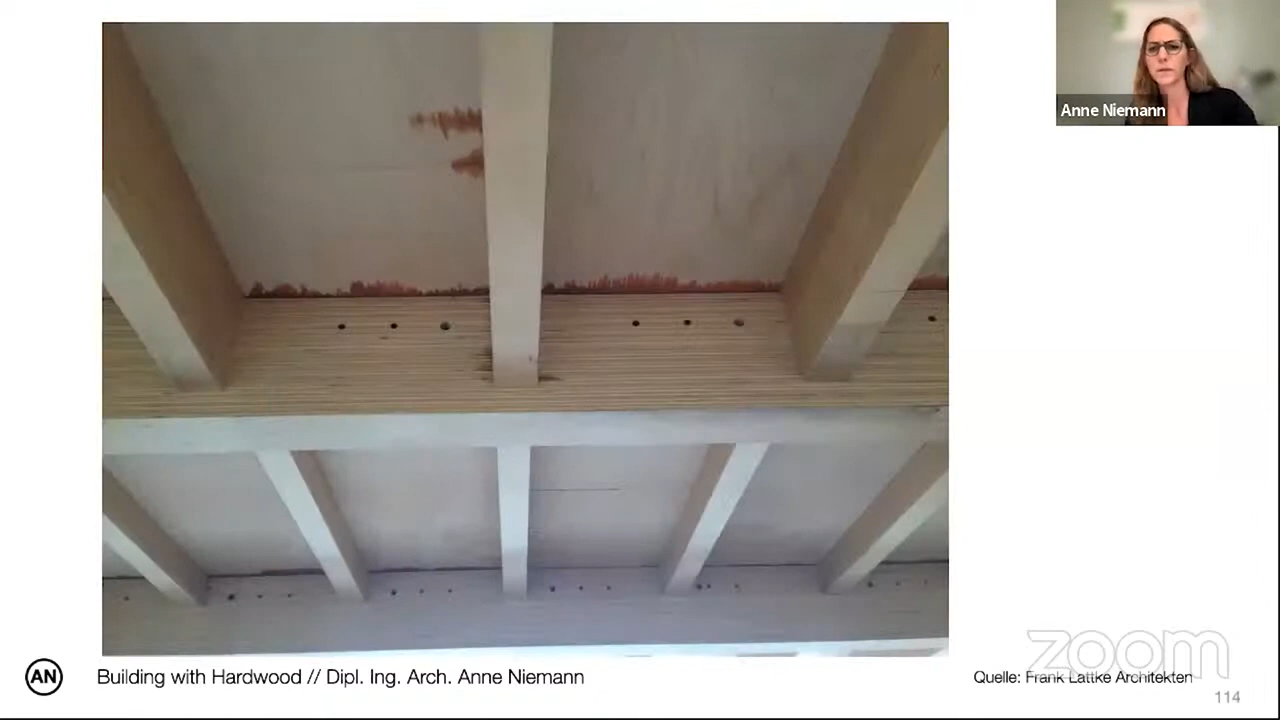 Anne Niemann
AN
Building with Hardwood // Dipl. Ing. Arch. Anne Niemann
zoom
Quelle: Frank Lattke Architekten
114